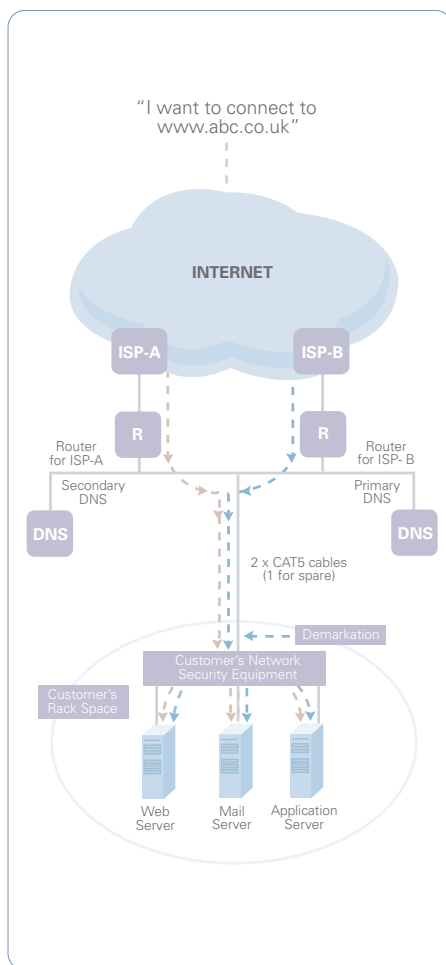 “I want to connect to
www.abc.co.uk”
INTERNET
ISP-A
ISP-B
R
R
Router
for ISP-A
Router
for ISP- B
Secondary
DNS
Primary
DNS
DNS
DNS
2 x CAT5 cables
(1 for spare)
Demarkation
Customer's Network
Security Equipment
Customer's
Rack Space
Web
Server
Mail
Server
Application
Server